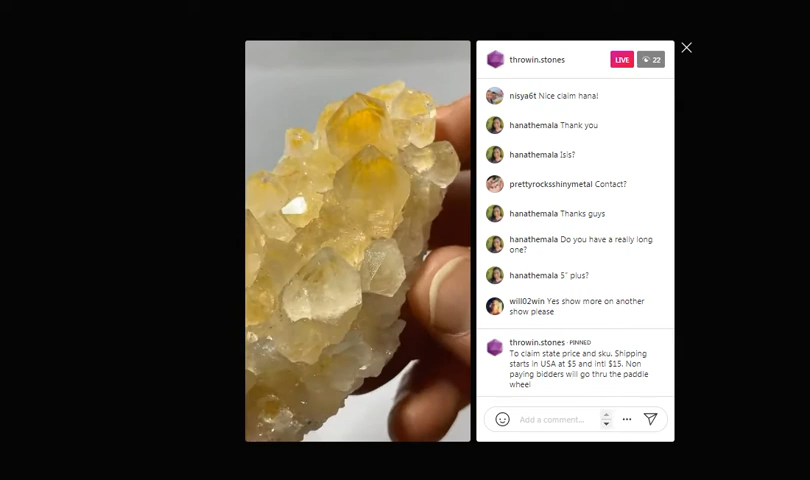 throwin.stones
LIVE
22
nisya6t Nice claim hana!
hanathemala Thank you
hanathemala Isis?
prettyrocksshinymetal Contact?
hanathemala Thanks guys
hanathemala Do you have a really long
one?
hanathemala 5" plus?
will02win Yes show more on another
show please
throwin.stones · PINNED
To claim state price and sku. Shipping
starts in USA at $5 and intl $15. Non
paying bidders will go thru the paddle
wheel
Add a comment...